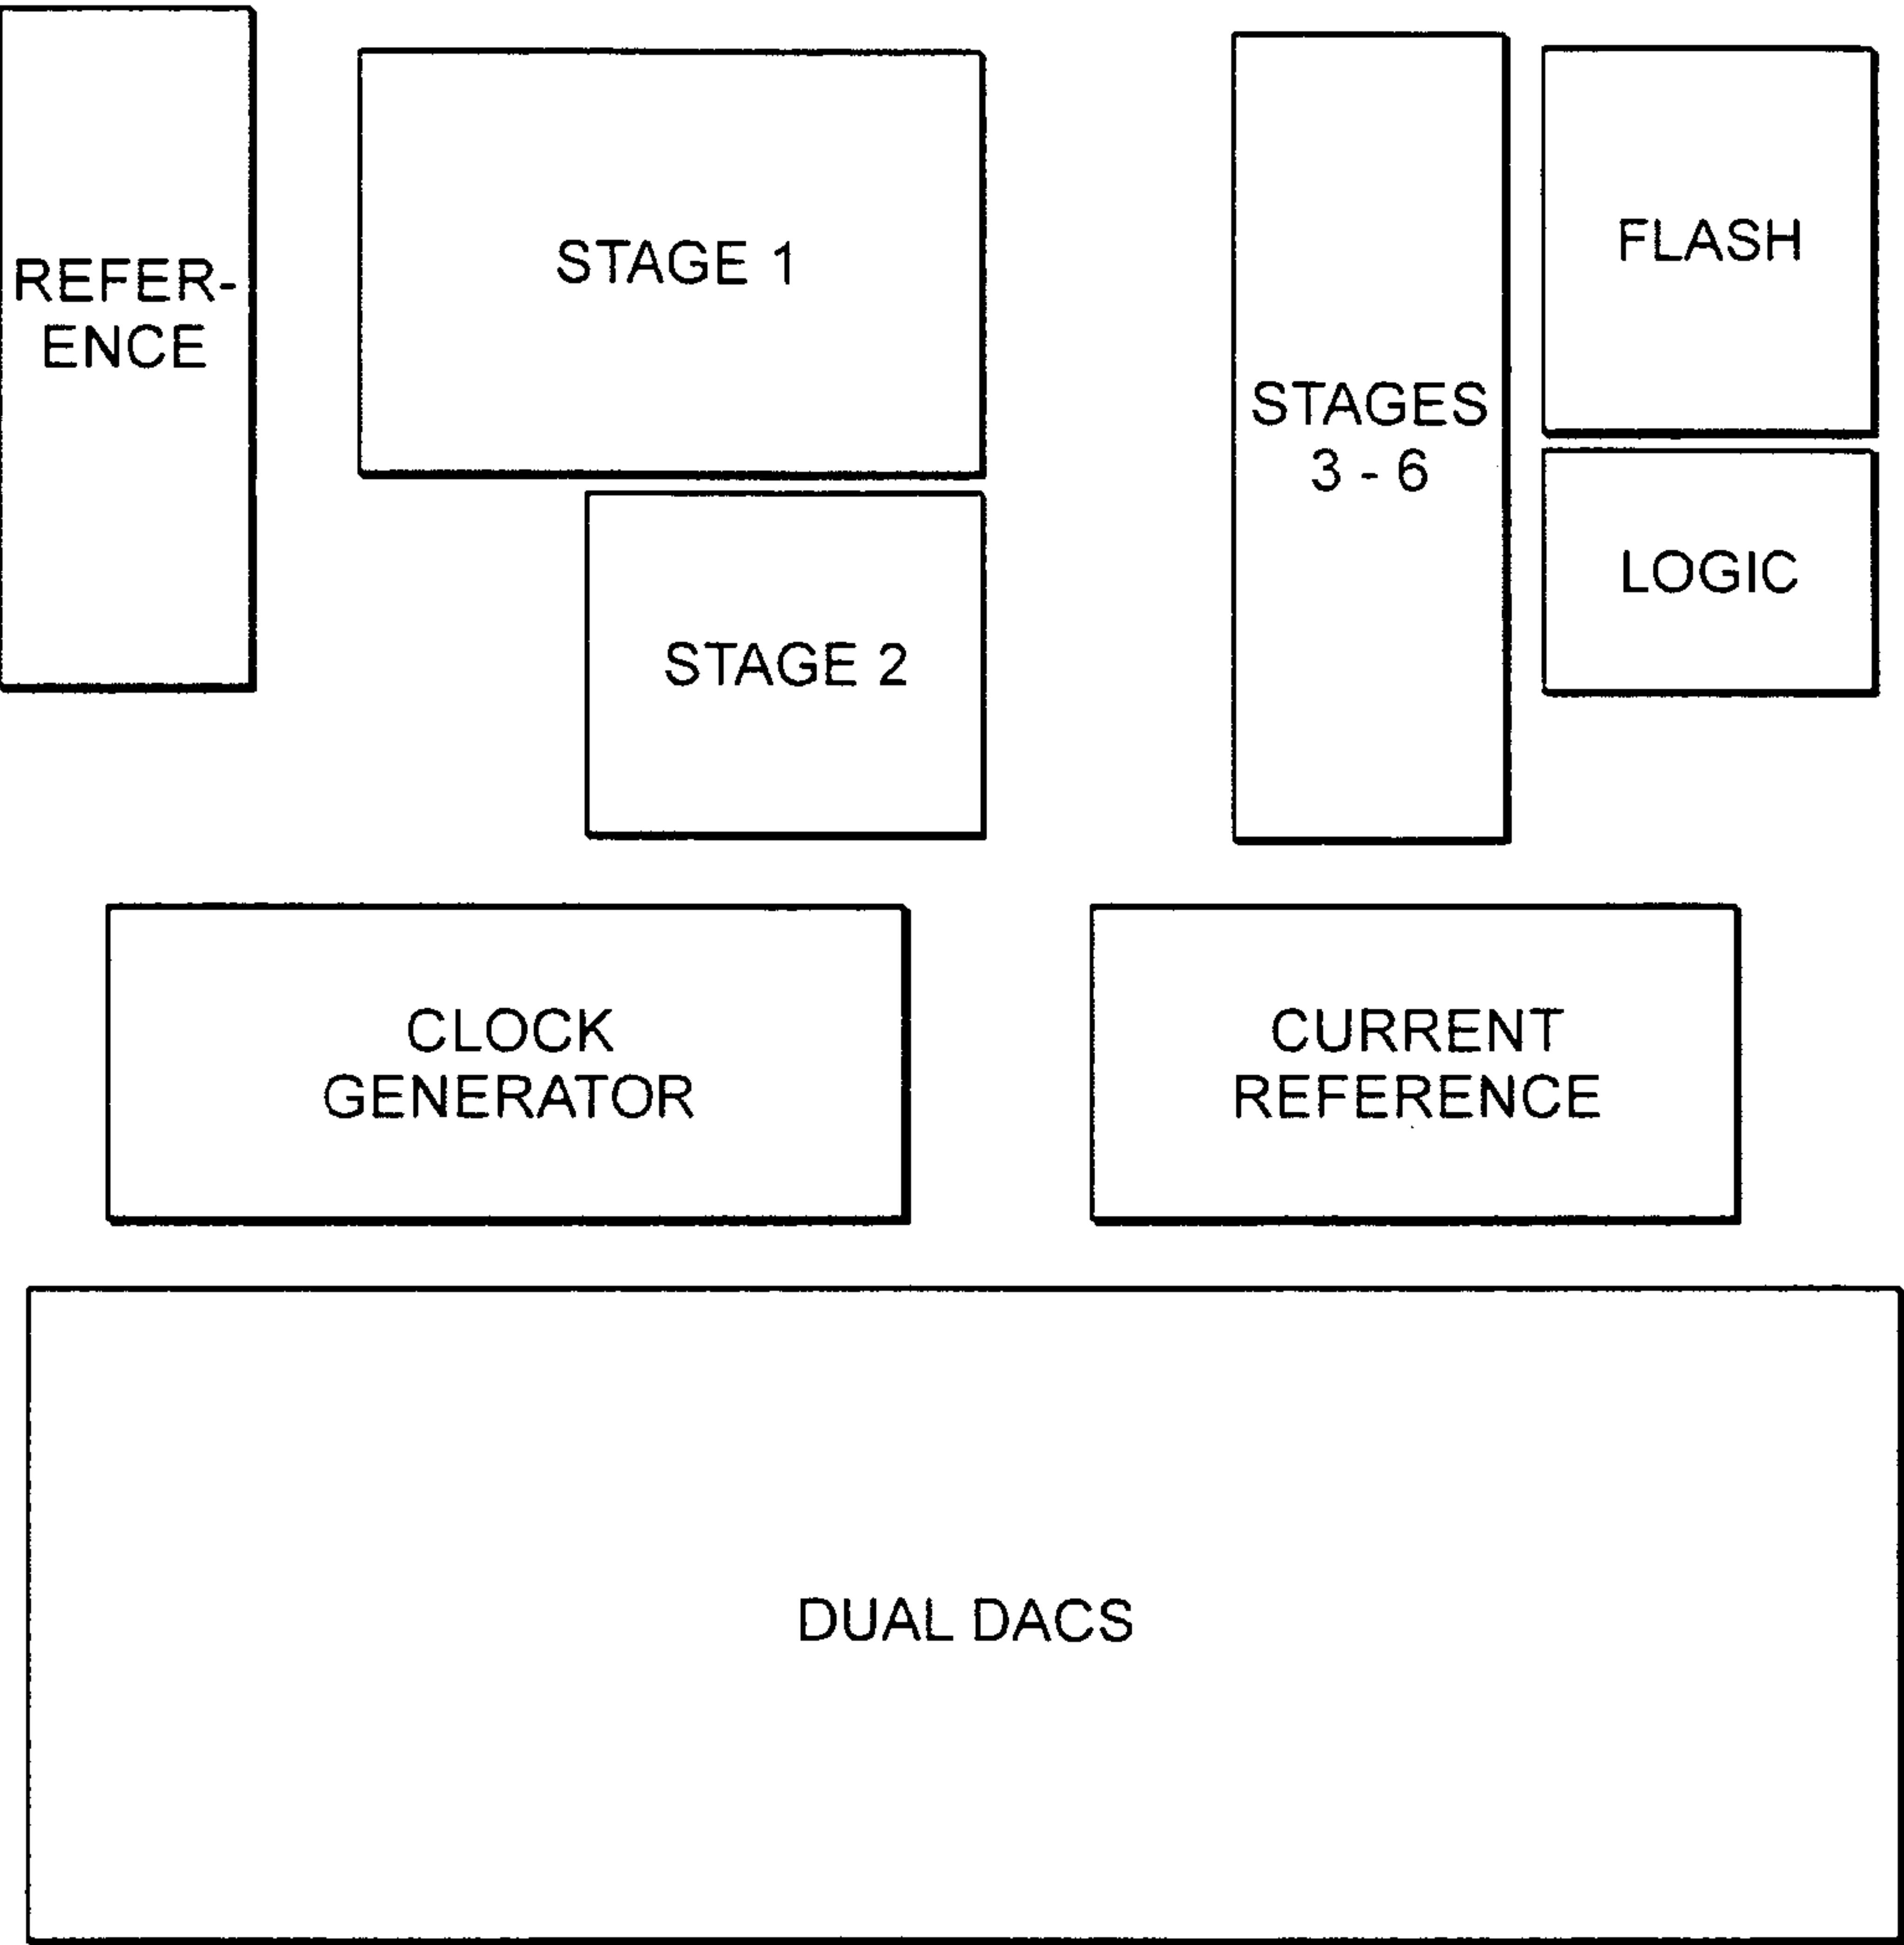 REFER-
ENCE
STAGE 1
STAGE 2
STAGES
3 - 6
FLASH
LOGIC
CLOCK
GENERATOR
CURRENT
REFERENCE
DUAL DACS